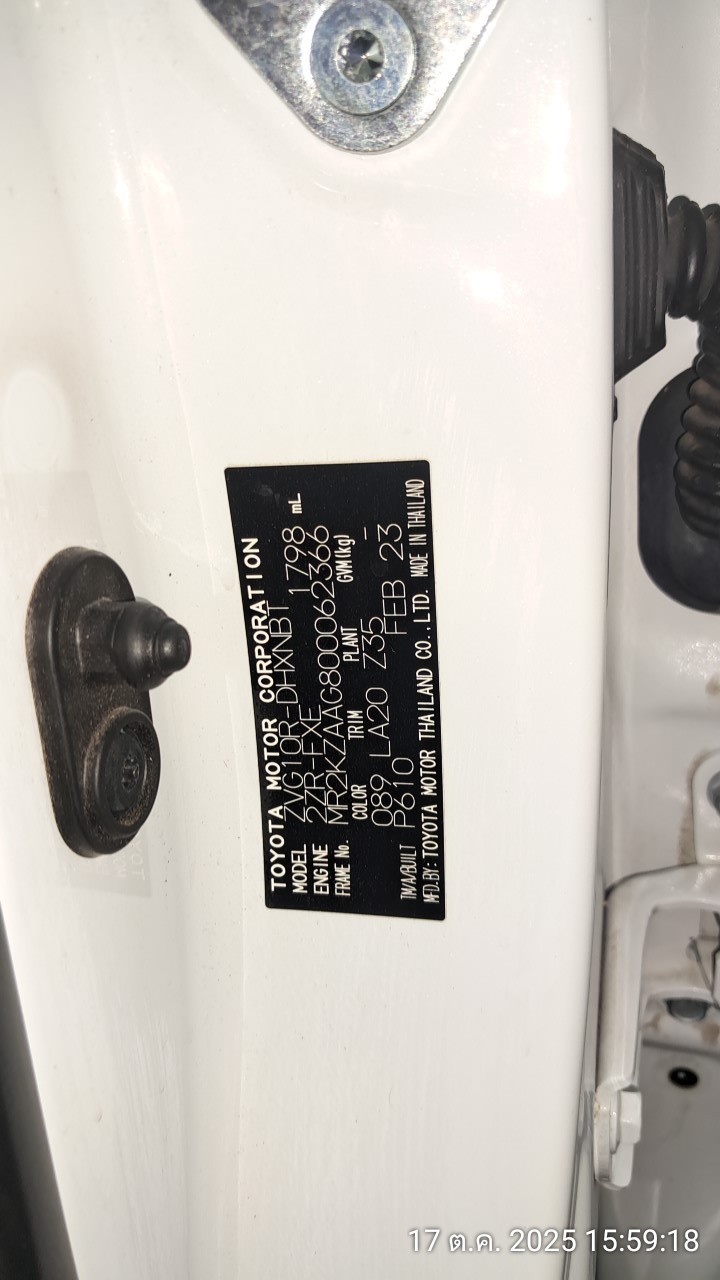 TOYOTA MOTOR CORPORATION
MODEL ZVG10R-DHXNBT 1798 mL
ENGINE 2ZR-FXE
FRAME No. MR2KZAAG800062366
COLOR TRIM PLANT GVM(kg)
089 LA20 Z35 -
TM/A/BUILT P610 FEB 23
MFD.BY: TOYOTA MOTOR THAILAND CO.,LTD. MADE IN THAILAND
17 ต.ค. 2025 15:59:18